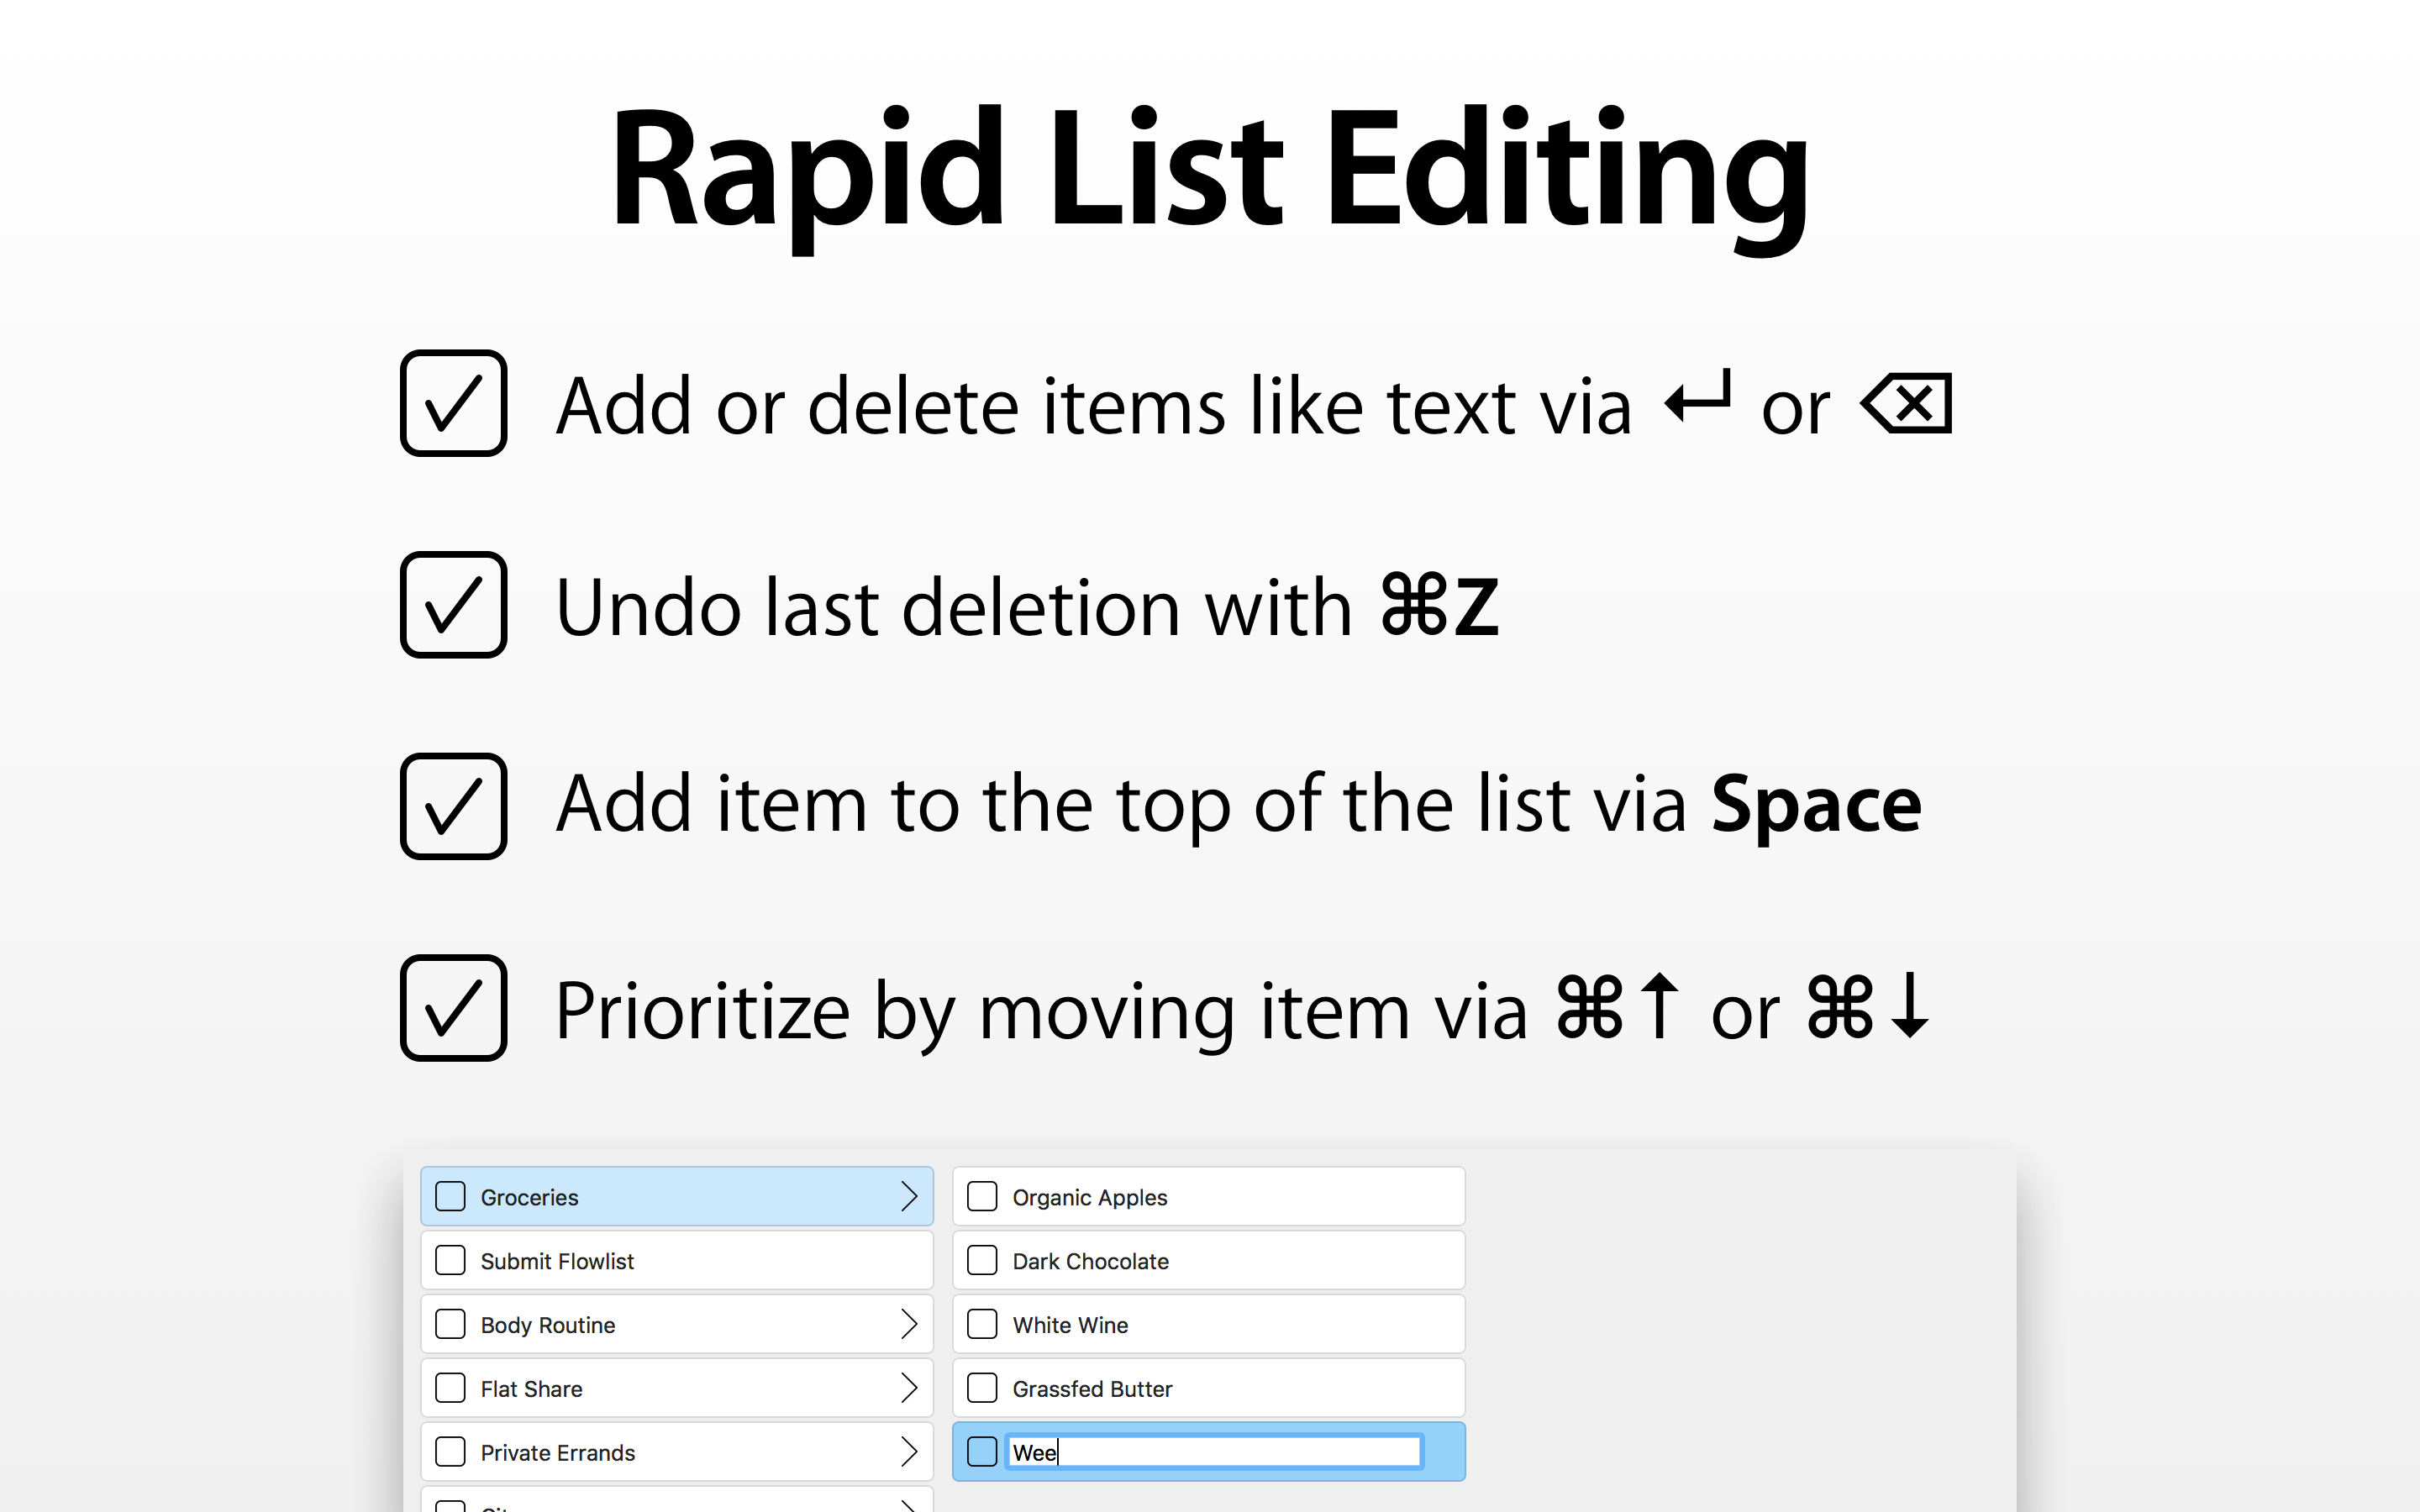 Rapid List Editing
Add or delete items like text via ↵ or ⌫
Undo last deletion with ⌘Z
Add item to the top of the list via Space
Prioritize by moving item via ⌘↑ or ⌘↓
Groceries
Submit Flowlist
Body Routine
Flat Share
Private Errands
Organic Apples
Dark Chocolate
White Wine
Grassfed Butter
Wee